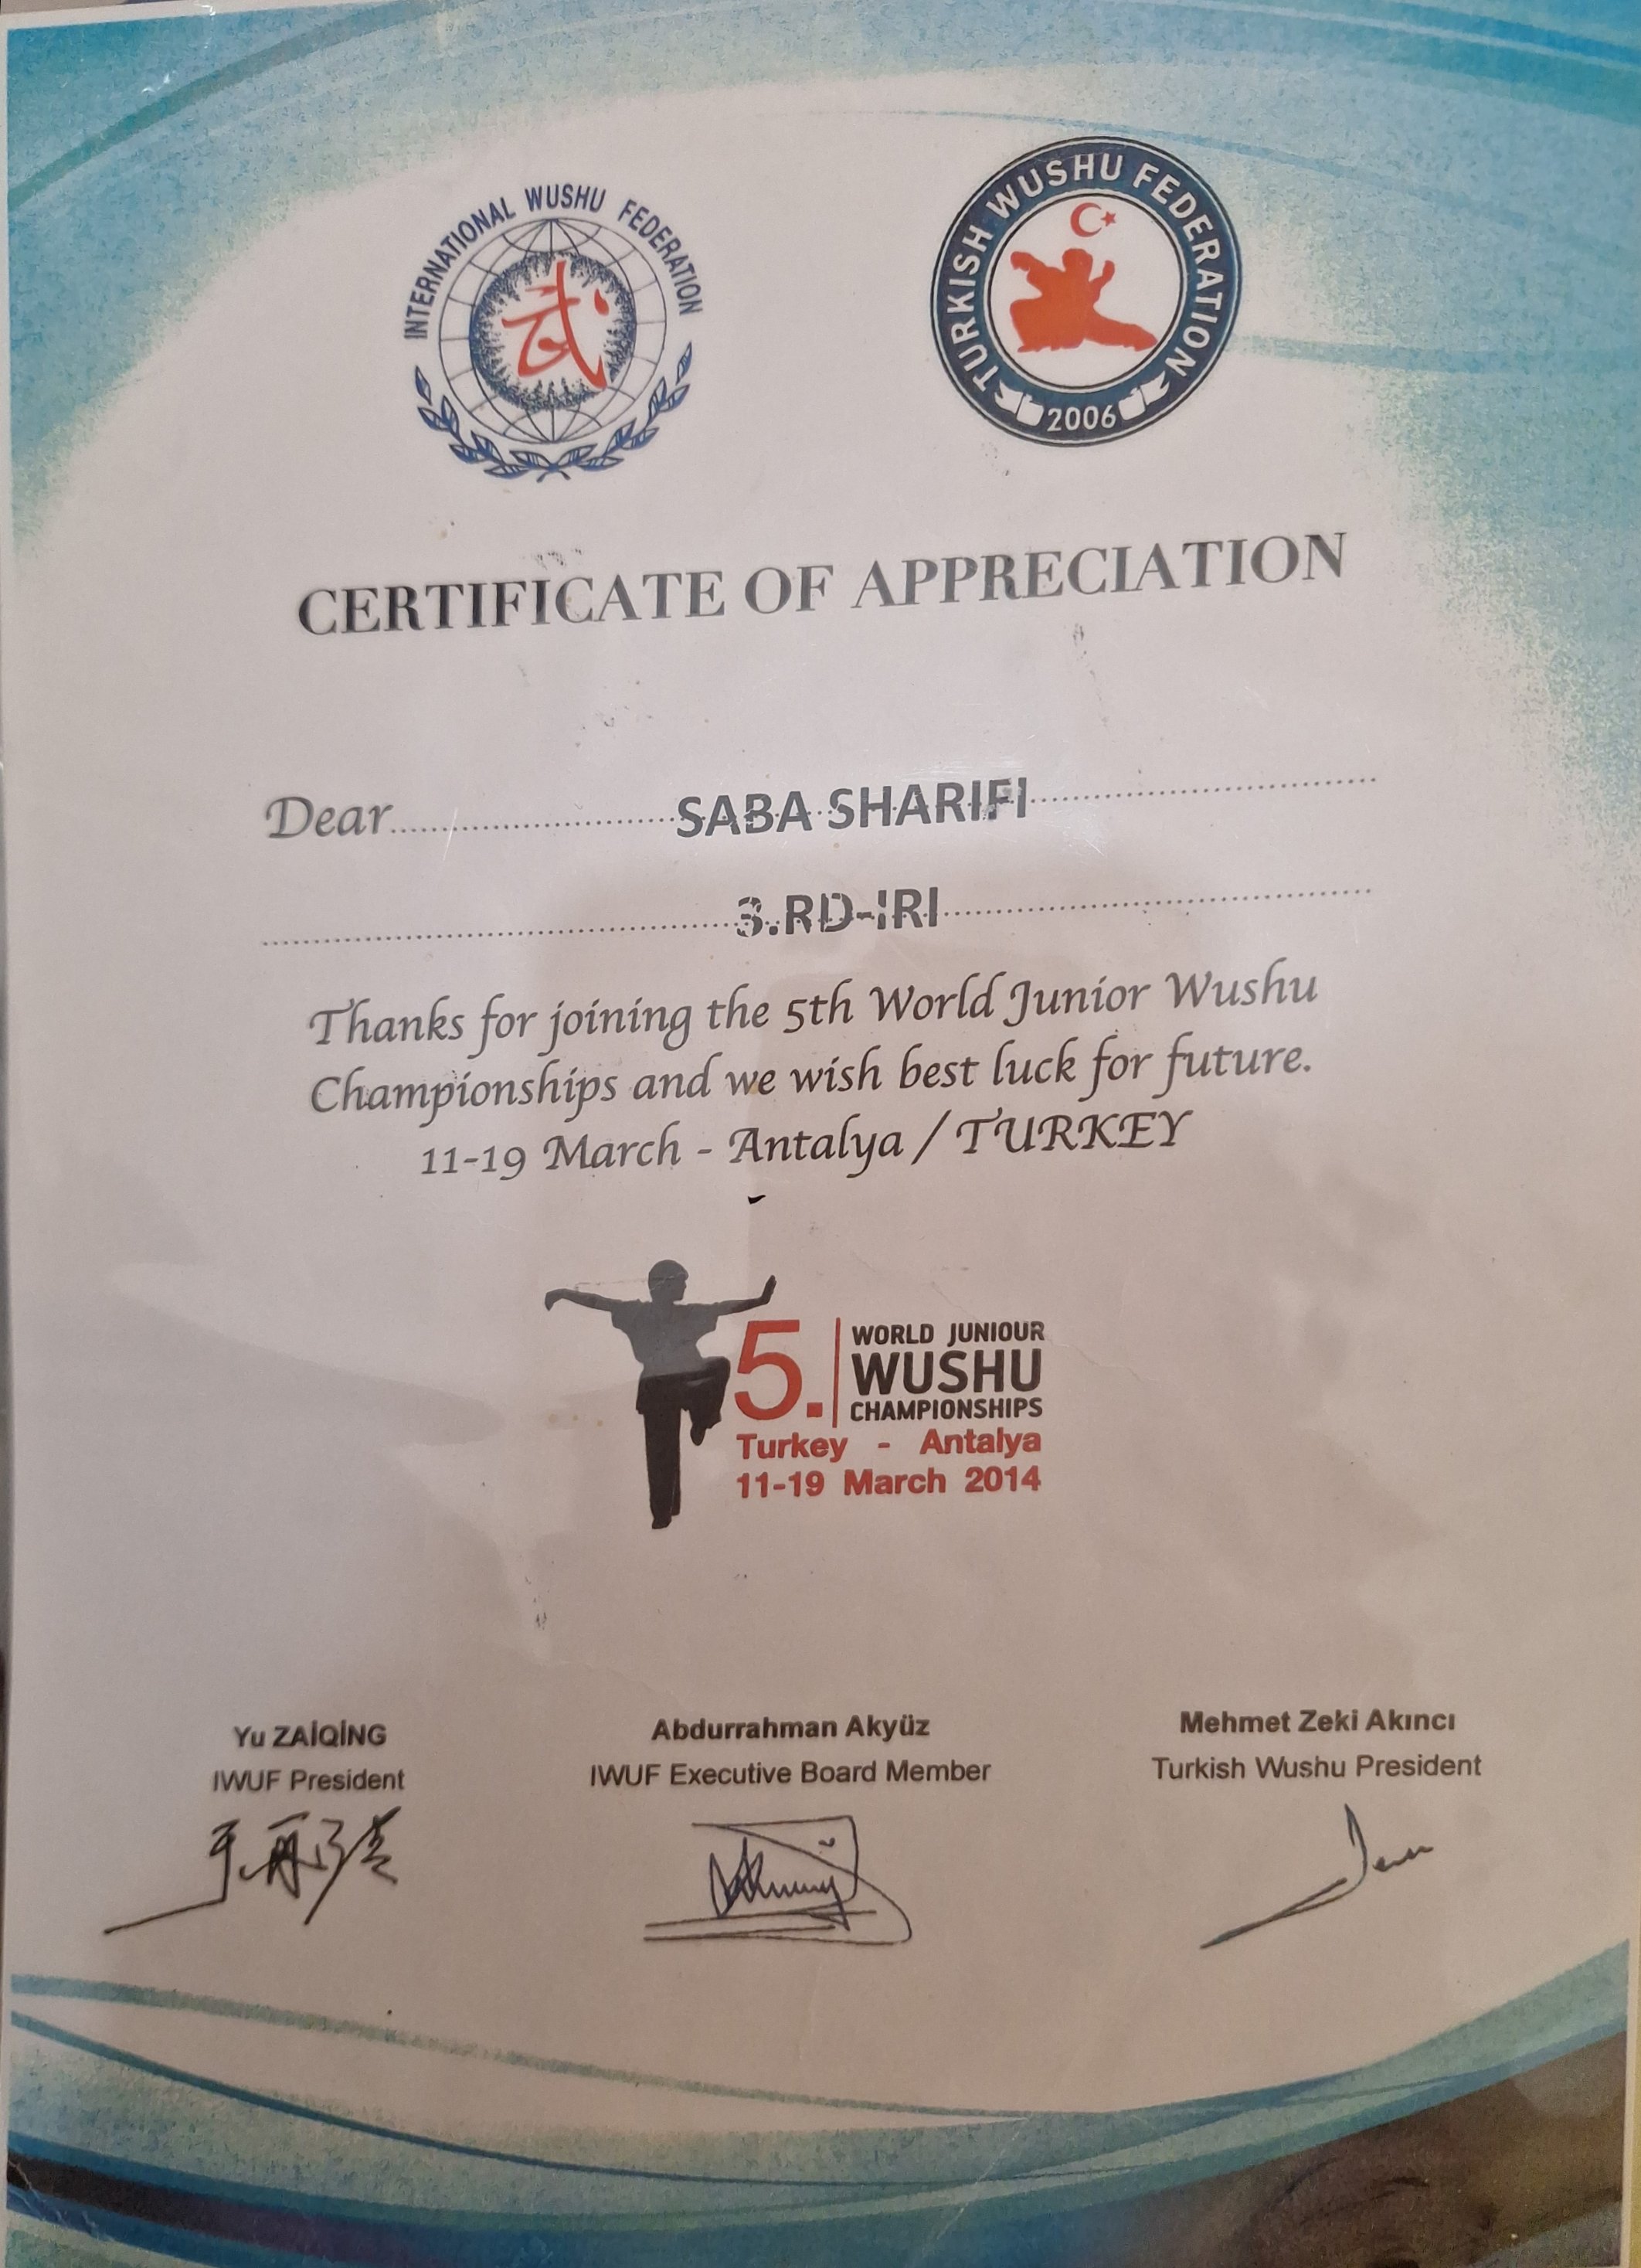 INTERNATIONAL WUSHU FEDERATION
武
TURKISH WUSHU FEDERATION
2006
CERTIFICATE OF APPRECIATION
Dear SABA SHARIFI
3.RD-IRI
Thanks for joining the 5th World Junior Wushu
Championships and we wish best luck for future.
11-19 March - Antalya / TURKEY
5. WORLD JUNIOUR
WUSHU
CHAMPIONSHIPS
Turkey - Antalya
11-19 March 2014
Yu ZAİQİNG
IWUF President
Abdurrahman Akyüz
IWUF Executive Board Member
Mehmet Zeki Akıncı
Turkish Wushu President